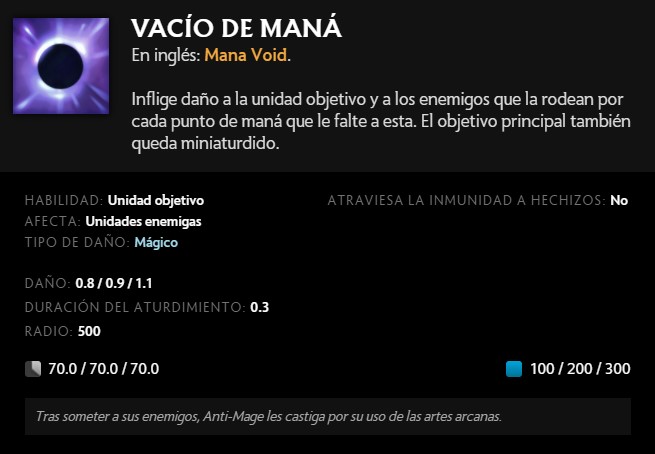 VACÍO DE MANÁ
En inglés: Mana Void.
Inflige daño a la unidad objetivo y a los enemigos que la rodean por
cada punto de maná que le falte a esta. El objetivo principal también
queda miniaturdido.
HABILIDAD: Unidad objetivo
ATRAVIESA LA INMUNIDAD A HECHIZOS: No
AFECTA: Unidades enemigas
TIPO DE DAÑO: Mágico
DAÑO: 0.8 / 0.9 / 1.1
DURACIÓN DEL ATURDIMIENTO: 0.3
RADIO: 500
70.0 / 70.0 / 70.0
100 / 200 / 300
Tras someter a sus enemigos, Anti-Mage les castiga por su uso de las artes arcanas.